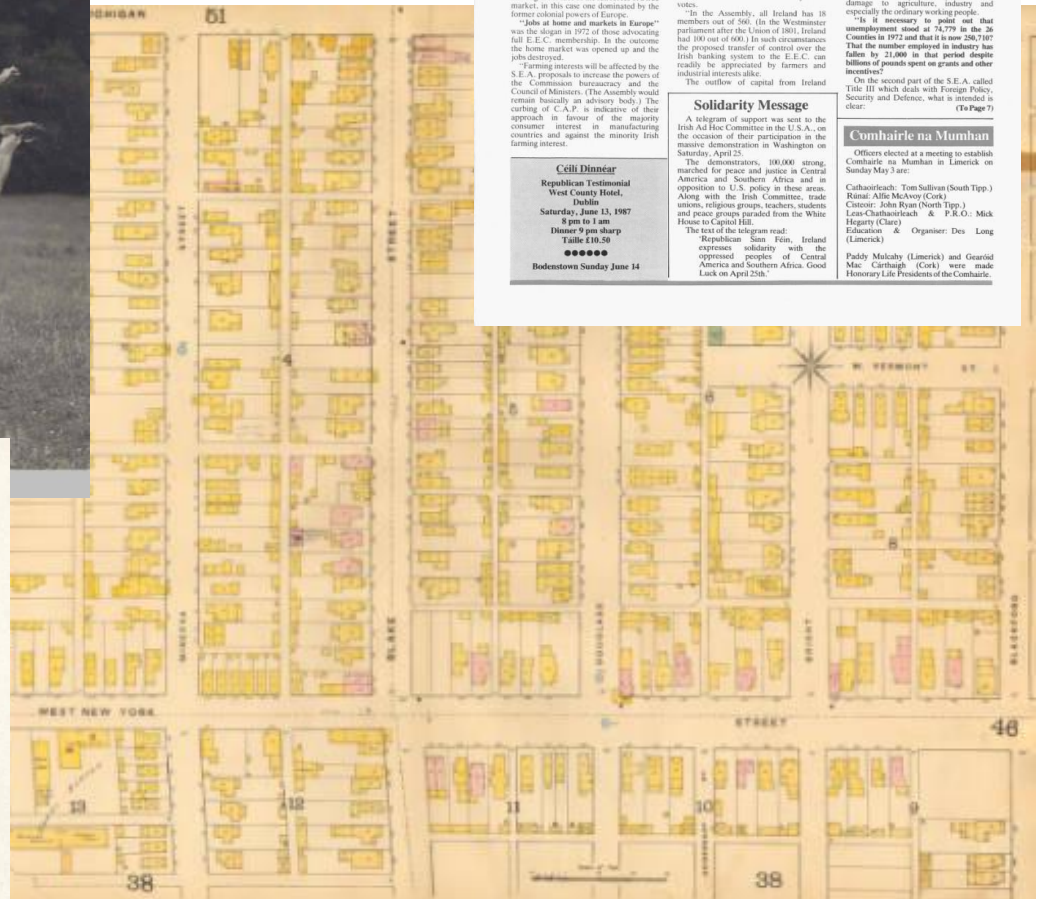 market, in this case one dominated by the
former colonial powers of Europe.
"Jobs at home and markets in Europe"
was the slogan in 1972 of those advocating
full E.E.C. membership. In the outcome
the home market was opened up and the
jobs destroyed.
"Farming interests will be affected by the
S.E.A. proposals to increase the powers of
the Commission bureaucracy and the
Council of Ministers. (The Assembly would
remain basically an advisory body.) The
curbing of C.A.P. is indicative of their
approach in favour of the majority
consumer interest in manufacturing
countries and against the minority Irish
farming interest.
Céilí Dinnéar
Republican Testimonial
West County Hotel,
Dublin
Saturday, June 13, 1987
8 pm to 1 am
Dinner 9 pm sharp
Táille £10.50
Bodenstown Sunday June 14
votes.
"In the Assembly, all Ireland has 18
members out of 560. (In the Westminster
parliament after the Union of 1801, Ireland
had 100 out of 600.) In such circumstances
the proposed transfer of control over the
Irish banking system to the E.E.C. can
readily be appreciated by farmers and
industrial interests alike.
The outflow of capital from Ireland
Solidarity Message
A telegram of support was sent to the
Irish Ad Hoc Committee in the U.S.A., on
the occasion of their participation in the
massive demonstration in Washington on
Saturday, April 25.
The demonstrators, 100,000 strong,
marched for peace and justice in Central
America and Southern Africa and in
opposition to U.S. policy in these areas.
Along with the Irish Committee, trade
unions, religious groups, teachers, students
and peace groups paraded from the White
House to Capitol Hill.
The text of the telegram read:
'Republican Sinn Féin, Ireland
expresses solidarity with the
oppressed peoples of Central
America and Southern Africa. Good
Luck on April 25th.'
damage to agriculture, industry and
especially the ordinary working people.
"Is it necessary to point out that
unemployment stood at 74,779 in the 26
Counties in 1972 and that it is now 250,710?
That the number employed in industry has
fallen by 21,000 in that period despite
billions of pounds spent on grants and other
incentives?
On the second part of the S.E.A. called
Title III which deals with Foreign Policy,
Security and Defence, what is intended is
clear: (To Page 7)
Comhairle na Mumhan
Officers elected at a meeting to establish
Comhairle na Mumhan in Limerick on
Sunday May 3 are:
Cathaoirleach: Tom Sullivan (South Tipp.)
Rúnaí: Alfie McAvoy (Cork)
Cisteoir: John Ryan (North Tipp.)
Leas-Chathaoirleach & P.R.O.: Mick
Hegarty (Clare)
Education & Organiser: Des Long
(Limerick)
Paddy Mulcahy (Limerick) and Gearóid
Mac Cárthaigh (Cork) were made
Honorary Life Presidents of the Comhairle.
51
STREET
STREET
4
5
6
W. VERMONT ST.
8
BLAKE
DOUGLASS
BRIGHT
BLACKFORD
WEST NEW YORK
STREET
46
13
12
11
10
9
38
38